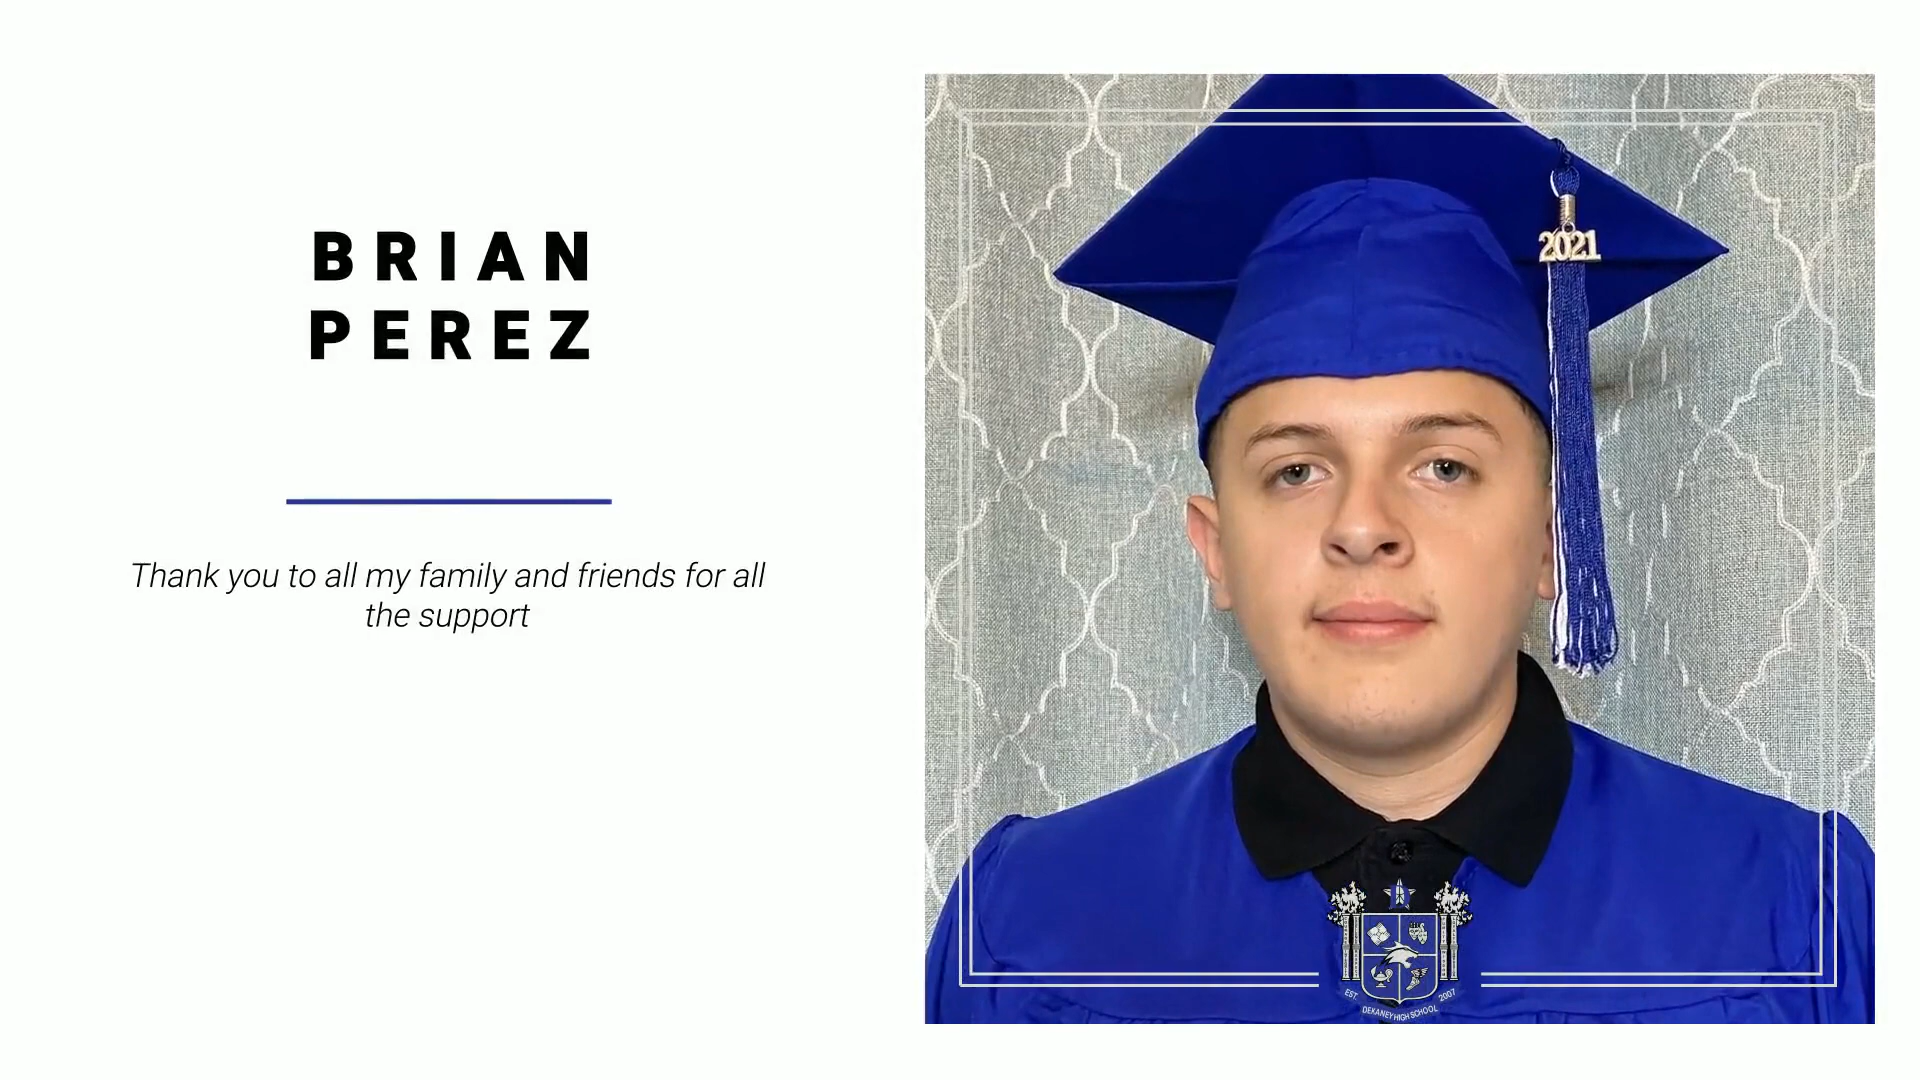 BRIAN
PEREZ
Thank you to all my family and friends for all
the support
2021
EST. 2007
DEKANEY HIGH SCHOOL